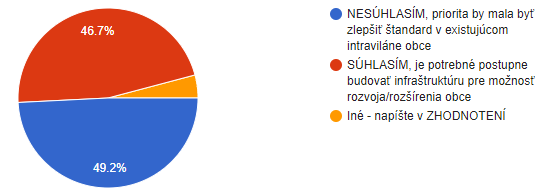 46.7%
49.2%
NESÚHLASÍM, priorita by mala byť
zlepšiť štandard v existujúcom
intraviláne obce
SÚHLASÍM, je potrebné postupne
budovať infraštruktúru pre možnosť
rozvoja/rozšírenia obce
Iné - napíšte v ZHODNOTENÍ